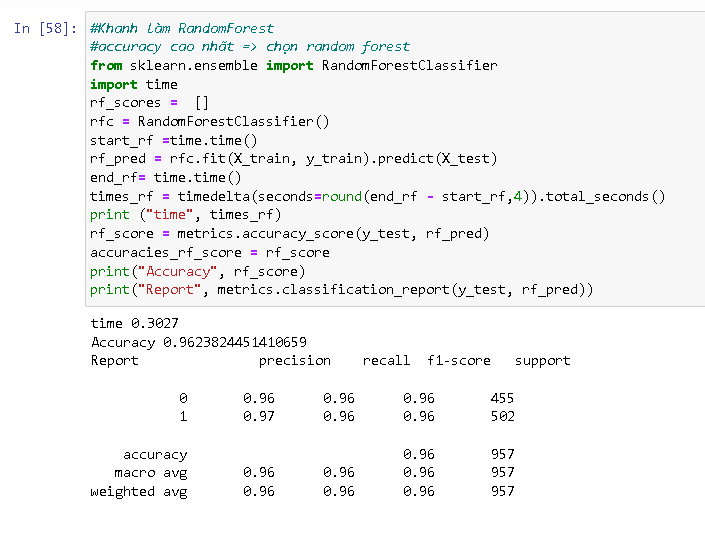 In [58]: #Khanh làm RandomForest
#accuracy cao nhất => chọn random forest
from sklearn.ensemble import RandomForestClassifier
import time
rf_scores =  []
rfc = RandomForestClassifier()
start_rf =time.time()
rf_pred = rfc.fit(X_train, y_train).predict(X_test)
end_rf= time.time()
times_rf = timedelta(seconds=round(end_rf - start_rf,4)).total_seconds()
print ("time", times_rf)
rf_score = metrics.accuracy_score(y_test, rf_pred)
accuracies_rf_score = rf_score
print("Accuracy", rf_score)
print("Report", metrics.classification_report(y_test, rf_pred))
time 0.3027
Accuracy 0.9623824451410659
Report               precision    recall  f1-score   support
0       0.96      0.96      0.96       455
1       0.97      0.96      0.96       502
accuracy                           0.96       957
macro avg       0.96      0.96      0.96       957
weighted avg       0.96      0.96      0.96       957